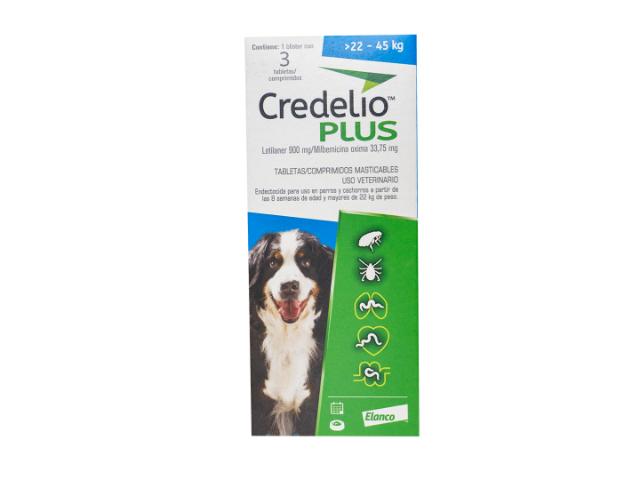 Contiene: 1 blíster con
3
tabletas/
comprimidos
>22 - 45 kg
Credelio™
PLUS
Lotilaner 900 mg/Milbemicina oxima 33,75 mg
TABLETAS/COMPRIMIDOS MASTICABLES
USO VETERINARIO
Endectocida para uso en perros y cachorros a partir de
las 8 semanas de edad y mayores de 22 kg de peso.
Elanco